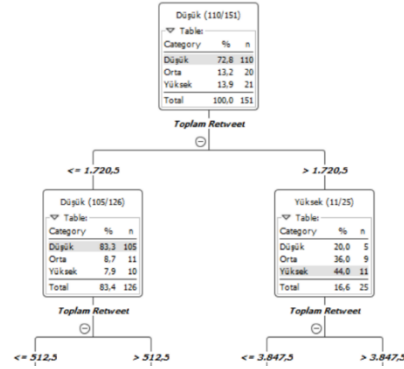 Düşük (110/151)
Table:
Category % n
Düşük 72,8 110
Orta 13,2 20
Yüksek 13,9 21
Total 100,0 151
Toplam Retweet
<= 1.720,5 > 1.720,5
Düşük (105/126)
Table:
Category % n
Düşük 83,3 105
Orta 8,7 11
Yüksek 7,9 10
Total 83,4 126
Toplam Retweet
Yüksek (11/25)
Table:
Category % n
Düşük 20,0 5
Orta 36,0 9
Yüksek 44,0 11
Total 16,6 25
Toplam Retweet
<= 512,5 > 512,5 <= 3.847,5 > 3.847,5